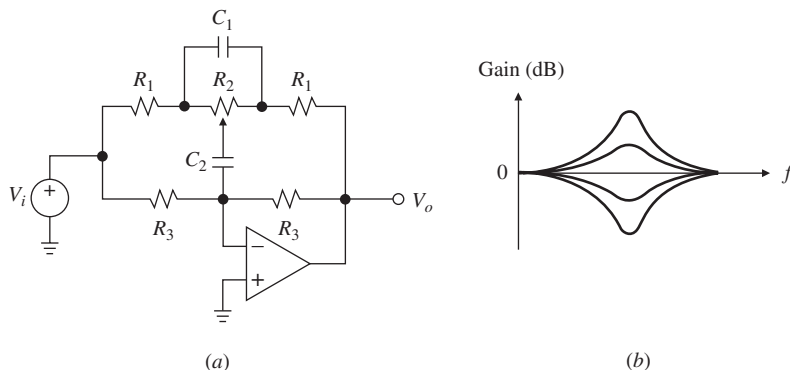 C₁
R₁ R₂ R₁
C₂
Vᵢ + Vₒ
R₃ R₃
−
+
(a)
Gain (dB)
0 f
(b)